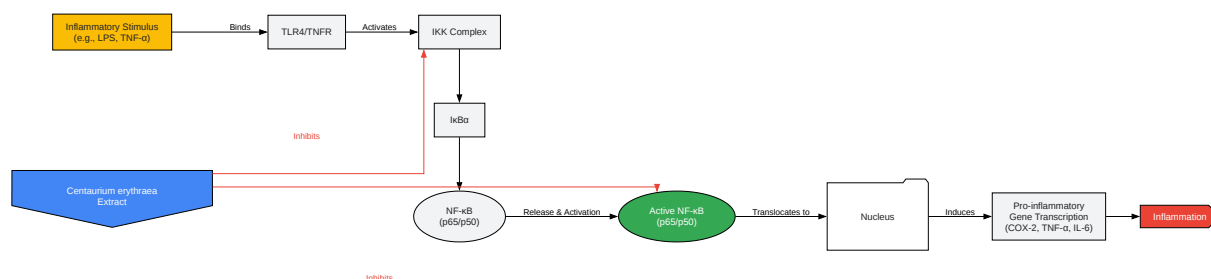 Inflammatory Stimulus
(e.g., LPS, TNF-α)
Binds
TLR4/TNFR
Activates
IKK Complex
IκBα
Inhibits
Centaurium erythraea
Extract
NF-κB
(p65/p50)
Release & Activation
Active NF-κB
(p65/p50)
Translocates to
Nucleus
Induces
Pro-inflammatory
Gene Transcription
(COX-2, TNF-α, IL-6)
Inflammation
Inhibits